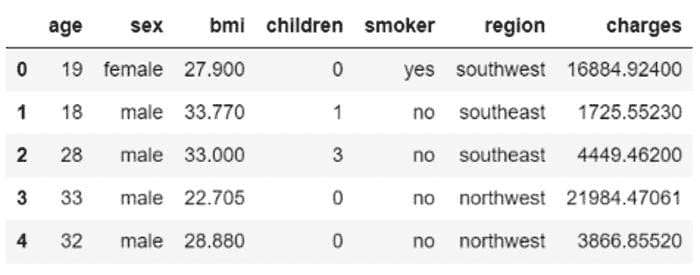 age sex bmi children smoker region charges
0 19 female 27.900 0 yes southwest 16884.92400
1 18 male 33.770 1 no southeast 1725.55230
2 28 male 33.000 3 no southeast 4449.46200
3 33 male 22.705 0 no northwest 21984.47061
4 32 male 28.880 0 no northwest 3866.85520